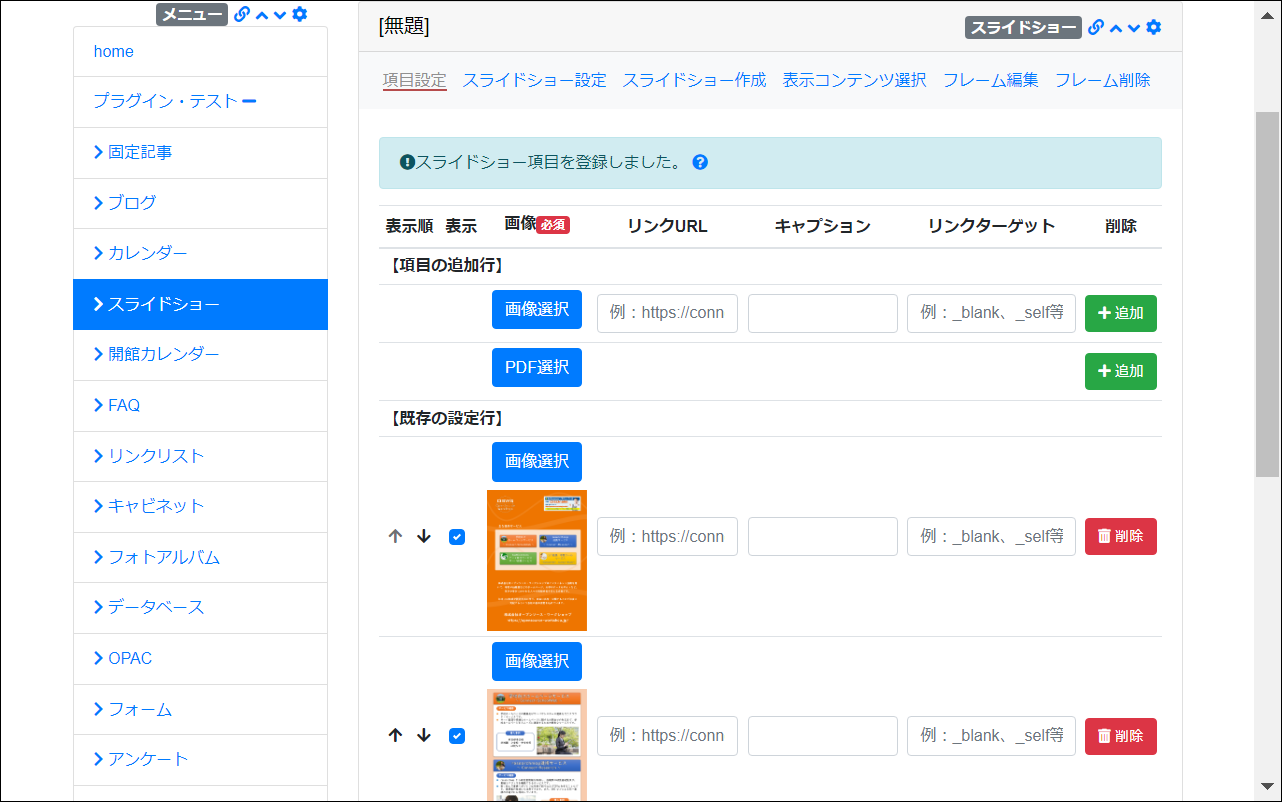 メニュー
home
プラグイン・テスト
固定記事
ブログ
カレンダー
スライドショー
開館カレンダー
FAQ
リンクリスト
キャビネット
フォトアルバム
データベース
OPAC
フォーム
アンケート
[無題]
スライドショー
項目設定 スライドショー設定 スライドショー作成 表示コンテンツ選択 フレーム編集 フレーム削除
スライドショー項目を登録しました。
表示順 表示 画像 必須 リンクURL キャプション リンクターゲット 削除
【項目の追加行】
画像選択 例：https://conn 例：_blank、_self等 追加
PDF選択 追加
【既存の設定行】
画像選択
例：https://conn 例：_blank、_self等 削除
画像選択
例：https://conn 例：_blank、_self等 削除